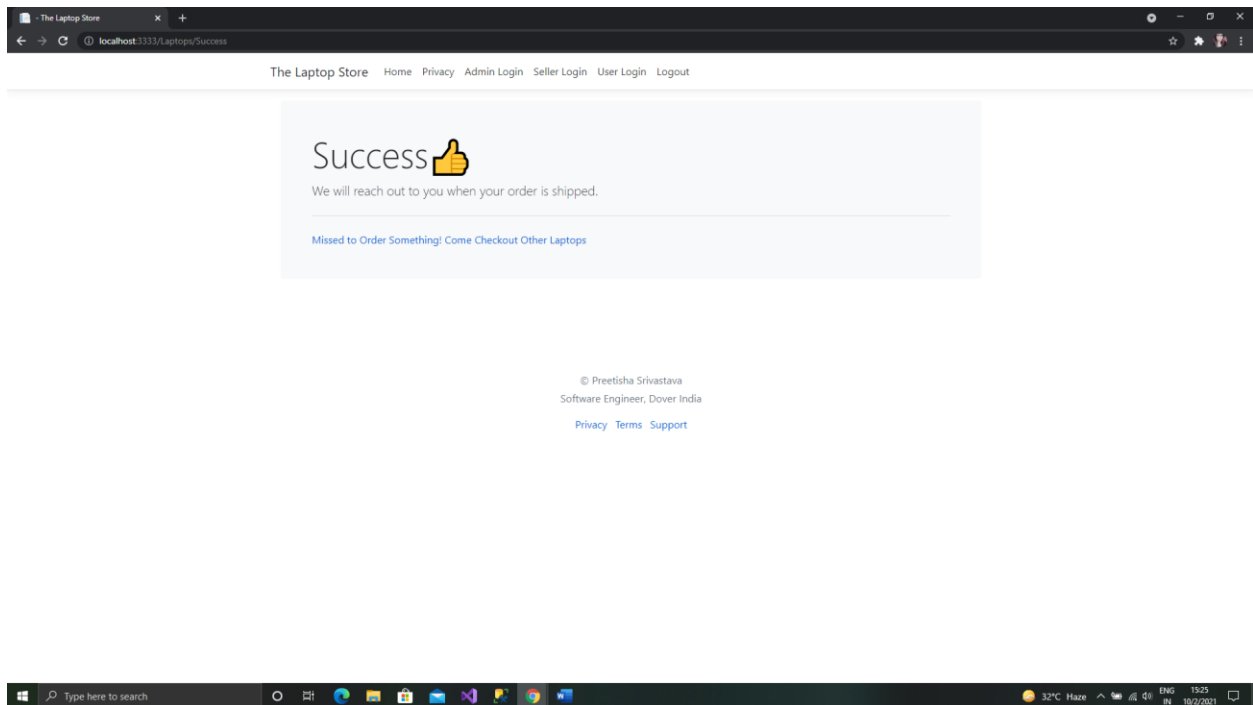 - The Laptop Store
localhost:3333/Laptops/Success
The Laptop Store Home Privacy Admin Login Seller Login User Login Logout
Success👍
We will reach out to you when your order is shipped.
Missed to Order Something! Come Checkout Other Laptops
© Preetisha Srivastava
Software Engineer, Dover India
Privacy Terms Support
Type here to search
32°C Haze
ENG
IN
15:25
10/2/2021